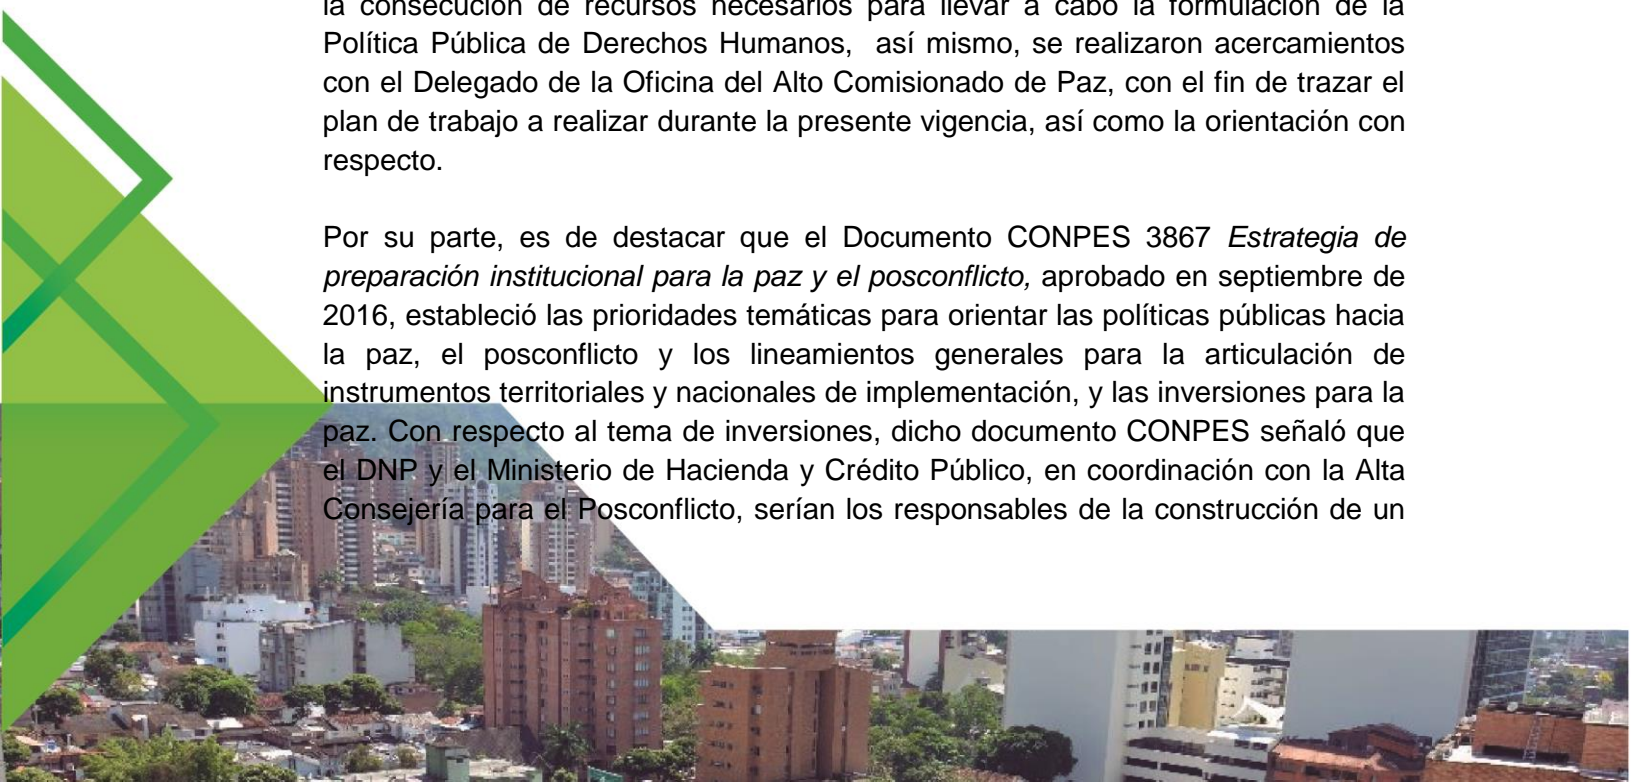 la consecución de recursos necesarios para llevar a cabo la formulación de la
Política Pública de Derechos Humanos, así mismo, se realizaron acercamientos
con el Delegado de la Oficina del Alto Comisionado de Paz, con el fin de trazar el
plan de trabajo a realizar durante la presente vigencia, así como la orientación con
respecto.
Por su parte, es de destacar que el Documento CONPES 3867 Estrategia de
preparación institucional para la paz y el posconflicto, aprobado en septiembre de
2016, estableció las prioridades temáticas para orientar las políticas públicas hacia
la paz, el posconflicto y los lineamientos generales para la articulación de
instrumentos territoriales y nacionales de implementación, y las inversiones para la
paz. Con respecto al tema de inversiones, dicho documento CONPES señaló que
el DNP y el Ministerio de Hacienda y Crédito Público, en coordinación con la Alta
Consejería para el Posconflicto, serían los responsables de la construcción de un